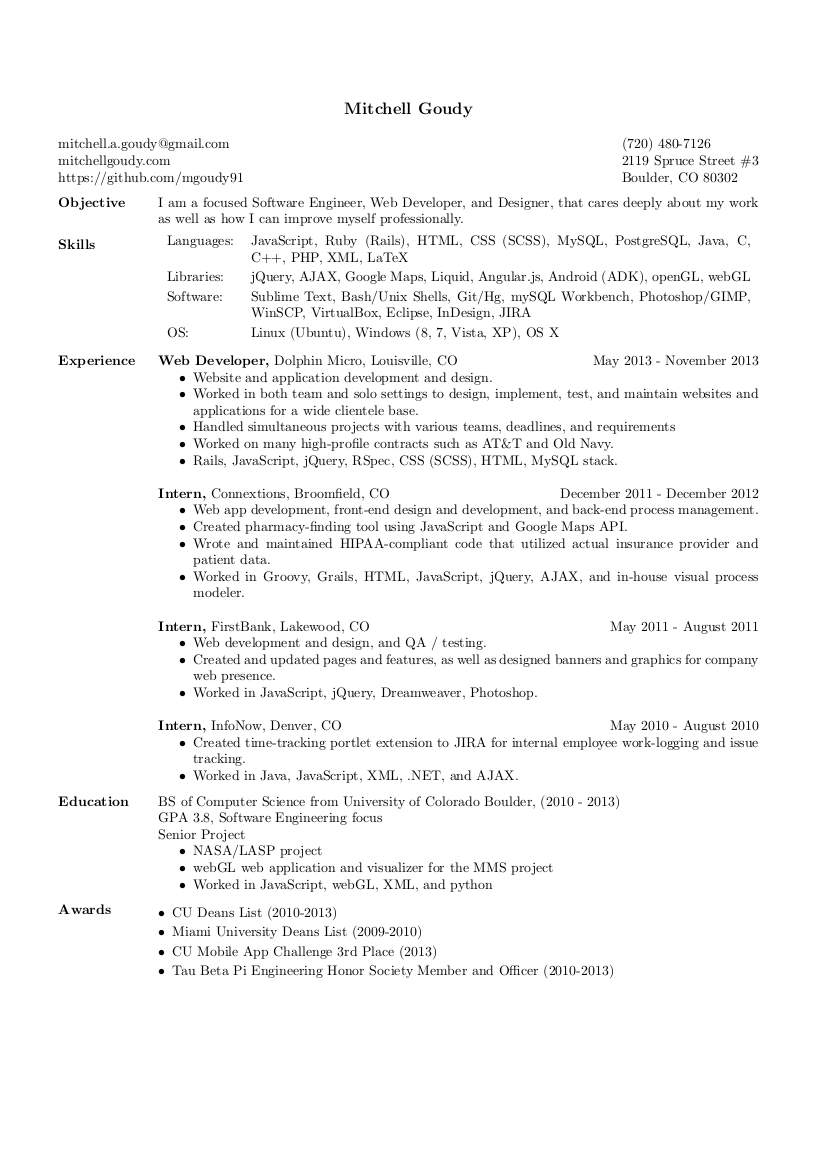 Mitchell Goudy
mitchell.a.goudy@gmail.com
(720) 480-7126
mitchellgoudy.com
2119 Spruce Street #3
https://github.com/mgoudy91
Boulder, CO 80302
Objective
I am a focused Software Engineer, Web Developer, and Designer, that cares deeply about my work
as well as how I can improve myself professionally.
Skills
Languages: JavaScript, Ruby (Rails), HTML, CSS (SCSS), MySQL, PostgreSQL, Java, C,
C++, PHP, XML, LaTeX
Libraries: jQuery, AJAX, Google Maps, Liquid, Angular.js, Android (ADK), openGL, webGL
Software: Sublime Text, Bash/Unix Shells, Git/Hg, mySQL Workbench, Photoshop/GIMP,
WinSCP, VirtualBox, Eclipse, InDesign, JIRA
OS: Linux (Ubuntu), Windows (8, 7, Vista, XP), OS X
Experience
Web Developer, Dolphin Micro, Louisville, CO May 2013 - November 2013
• Website and application development and design.
• Worked in both team and solo settings to design, implement, test, and maintain websites and
applications for a wide clientele base.
• Handled simultaneous projects with various teams, deadlines, and requirements
• Worked on many high-profile contracts such as AT&T and Old Navy.
• Rails, JavaScript, jQuery, RSpec, CSS (SCSS), HTML, MySQL stack.
Intern, Connextions, Broomfield, CO December 2011 - December 2012
• Web app development, front-end design and development, and back-end process management.
• Created pharmacy-finding tool using JavaScript and Google Maps API.
• Wrote and maintained HIPAA-compliant code that utilized actual insurance provider and
patient data.
• Worked in Groovy, Grails, HTML, JavaScript, jQuery, AJAX, and in-house visual process
modeler.
Intern, FirstBank, Lakewood, CO May 2011 - August 2011
• Web development and design, and QA / testing.
• Created and updated pages and features, as well as designed banners and graphics for company
web presence.
• Worked in JavaScript, jQuery, Dreamweaver, Photoshop.
Intern, InfoNow, Denver, CO May 2010 - August 2010
• Created time-tracking portlet extension to JIRA for internal employee work-logging and issue
tracking.
• Worked in Java, JavaScript, XML, .NET, and AJAX.
Education
BS of Computer Science from University of Colorado Boulder, (2010 - 2013)
GPA 3.8, Software Engineering focus
Senior Project
• NASA/LASP project
• webGL web application and visualizer for the MMS project
• Worked in JavaScript, webGL, XML, and python
Awards
• CU Deans List (2010-2013)
• Miami University Deans List (2009-2010)
• CU Mobile App Challenge 3rd Place (2013)
• Tau Beta Pi Engineering Honor Society Member and Officer (2010-2013)